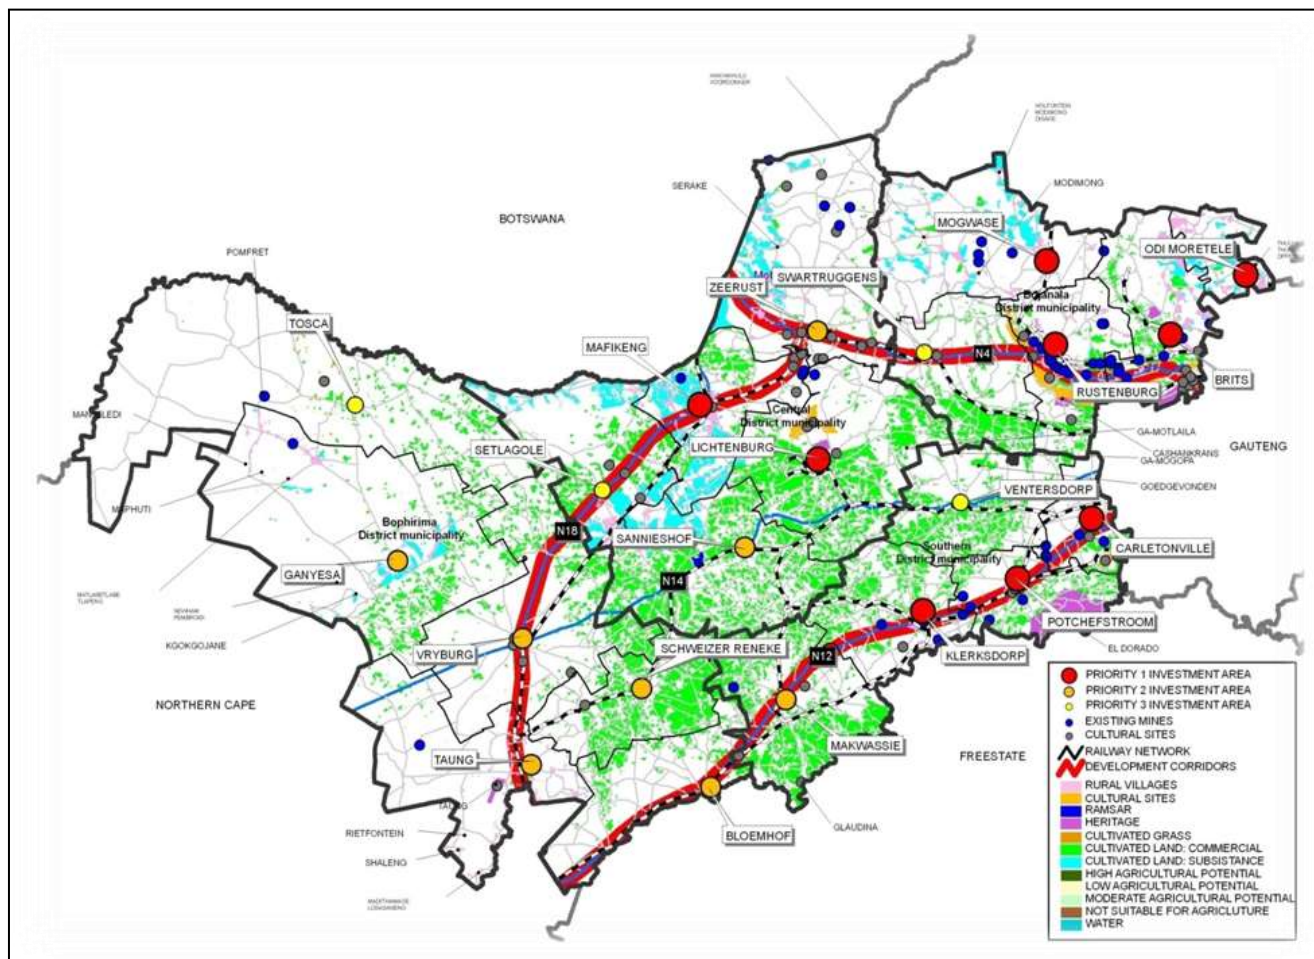 BOTSWANA
SERAKE
MODIMONG
MOGWASE
ODI MORETELE
POMFRET
SWARTRUGGENS
ZEERUST
Bojanala
District municipality
TOSCA
MAFIKENG
N4
BRITS
RUSTENBURG
Central
District municipality
SETLAGOLE
LICHTENBURG
GA-MOTLAILA
GAUTENG
CASHANKRANS
GA-MOGOPA
GOEDGEVONDEN
VENTERSDORP
MAPHUTI
Bophirima
District municipality
N18
SANNIESHOF
Southern
District municipality
CARLETONVILLE
GANYESA
N14
KGOKGOJANE
POTCHEFSTROOM
EL DORADO
VRYBURG
SCHWEIZER RENEKE
N12
KLERKSDORP
NORTHERN CAPE
MAKWASSIE
FREESTATE
TAUNG
TAUNG
RIETFONTEIN
SHALENG
BLOEMHOF
GLAUDINA
PRIORITY 1 INVESTMENT AREA
PRIORITY 2 INVESTMENT AREA
PRIORITY 3 INVESTMENT AREA
EXISTING MINES
CULTURAL SITES
RAILWAY NETWORK
DEVELOPMENT CORRIDORS
RURAL VILLAGES
CULTURAL SITES
RAMSAR
HERITAGE
CULTIVATED GRASS
CULTIVATED LAND: COMMERCIAL
CULTIVATED LAND: SUBSISTANCE
HIGH AGRICULTURAL POTENTIAL
LOW AGRICULTURAL POTENTIAL
MODERATE AGRICULTURAL POTENTIAL
NOT SUITABLE FOR AGRICLUTURE
WATER